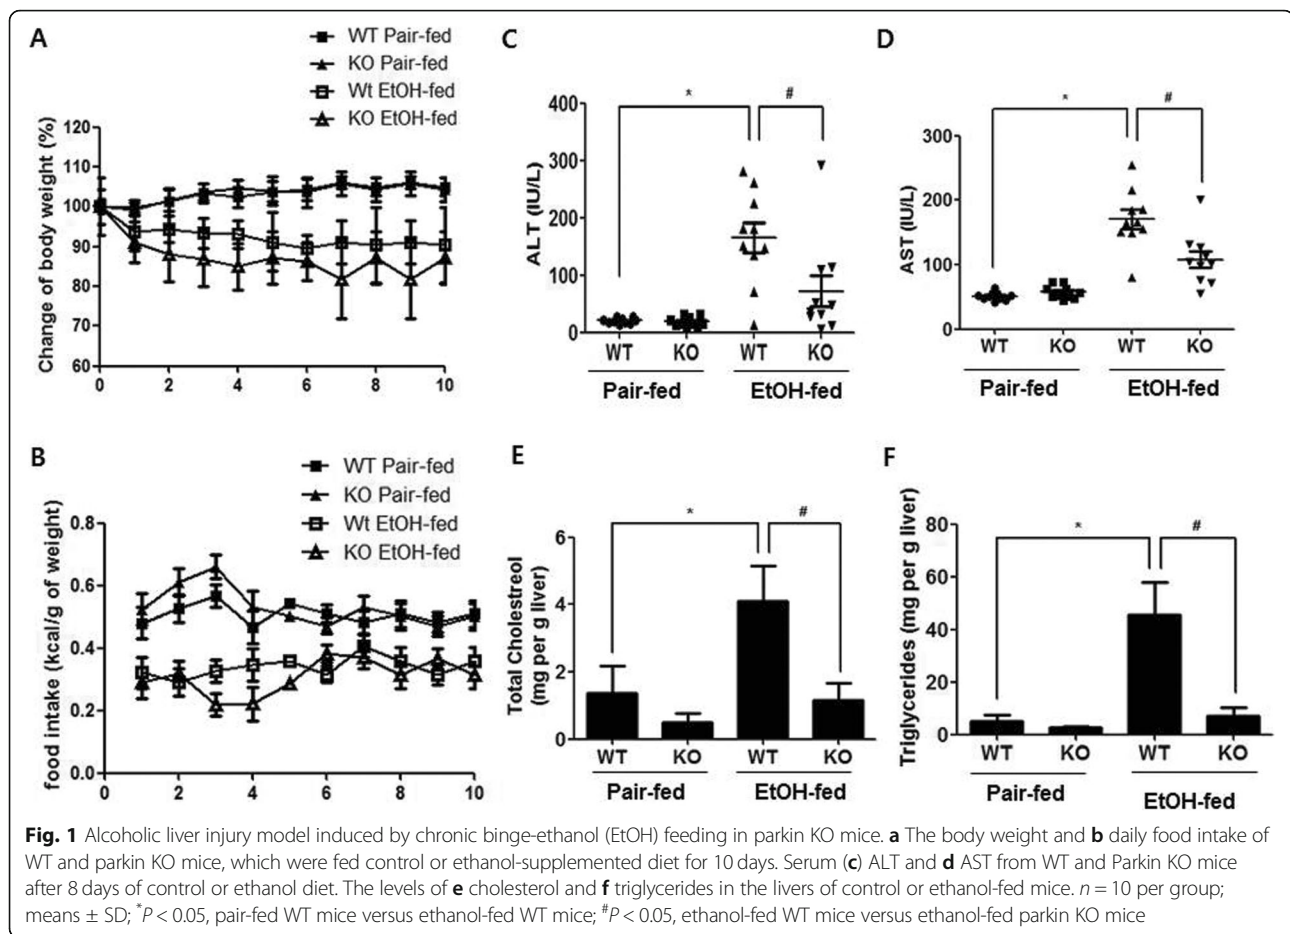 A
WT Pair-fed
KO Pair-fed
Wt EtOH-fed
KO EtOH-fed
Change of body weight (%)
120
110
100
90
80
70
60
0 2 4 6 8 10
C
* #
ALT (IU/L)
400
300
200
100
0
WT KO WT KO
Pair-fed EtOH-fed
D
* #
AST (IU/L)
300
200
100
0
WT KO WT KO
Pair-fed EtOH-fed
B
WT Pair-fed
KO Pair-fed
Wt EtOH-fed
KO EtOH-fed
food intake (kcal/g of weight)
0.8
0.6
0.4
0.2
0.0
0 2 4 6 8 10
E
* #
Total Cholestreol
(mg per g liver)
6
4
2
0
WT KO WT KO
Pair-fed EtOH-fed
F
* #
Triglycerides (mg per g liver)
80
60
40
20
0
WT KO WT KO
Pair-fed EtOH-fed
Fig. 1 Alcoholic liver injury model induced by chronic binge-ethanol (EtOH) feeding in parkin KO mice. a The body weight and b daily food intake of
WT and parkin KO mice, which were fed control or ethanol-supplemented diet for 10 days. Serum (c) ALT and d AST from WT and Parkin KO mice
after 8 days of control or ethanol diet. The levels of e cholesterol and f triglycerides in the livers of control or ethanol-fed mice. n = 10 per group;
means ± SD; *P < 0.05, pair-fed WT mice versus ethanol-fed WT mice; #P < 0.05, ethanol-fed WT mice versus ethanol-fed parkin KO mice